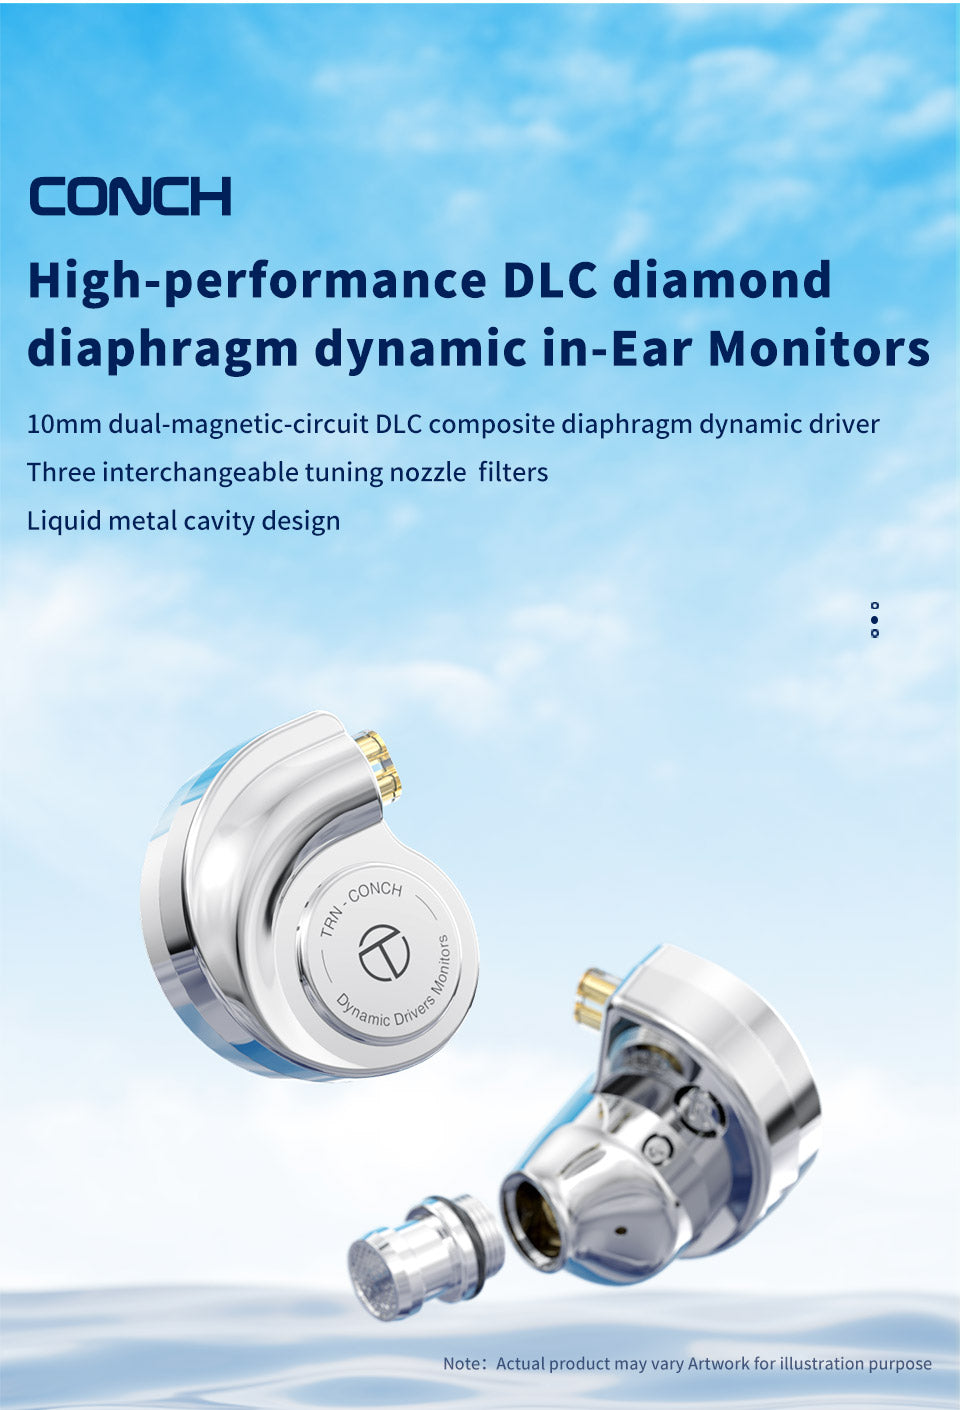 CONCH
High-performance DLC diamond
diaphragm dynamic in-Ear Monitors
10mm dual-magnetic-circuit DLC composite diaphragm dynamic driver
Three interchangeable tuning nozzle filters
Liquid metal cavity design
TRN - CONCH
Dynamic Drivers Monitors
Note: Actual product may vary Artwork for illustration purpose